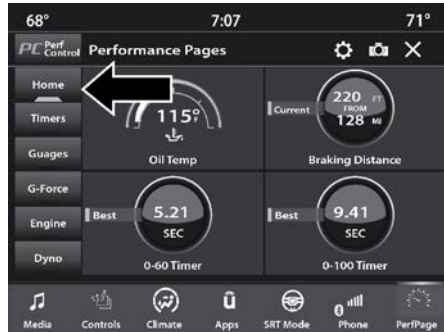 68° 7:07 71°
PC Perf Control Performance Pages
Home
Timers
Guages
G-Force
Engine
Dyno
115°
Oil Temp
Current
220 FT
FROM
128 MI
Braking Distance
Best
5.21
SEC
0-60 Timer
Best
9.41
SEC
0-100 Timer
Media Controls Climate Apps SRT Mode Phone PerfPage